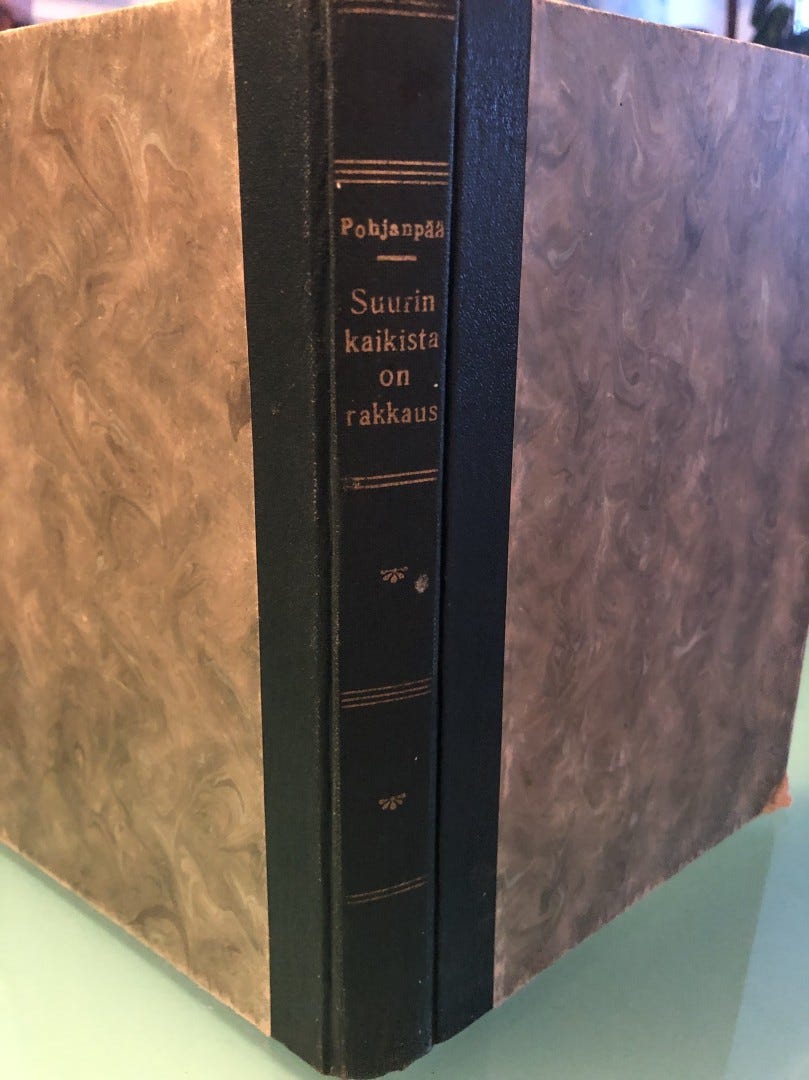 Pohjanpää
Suurin
kaikista
on
rakkaus